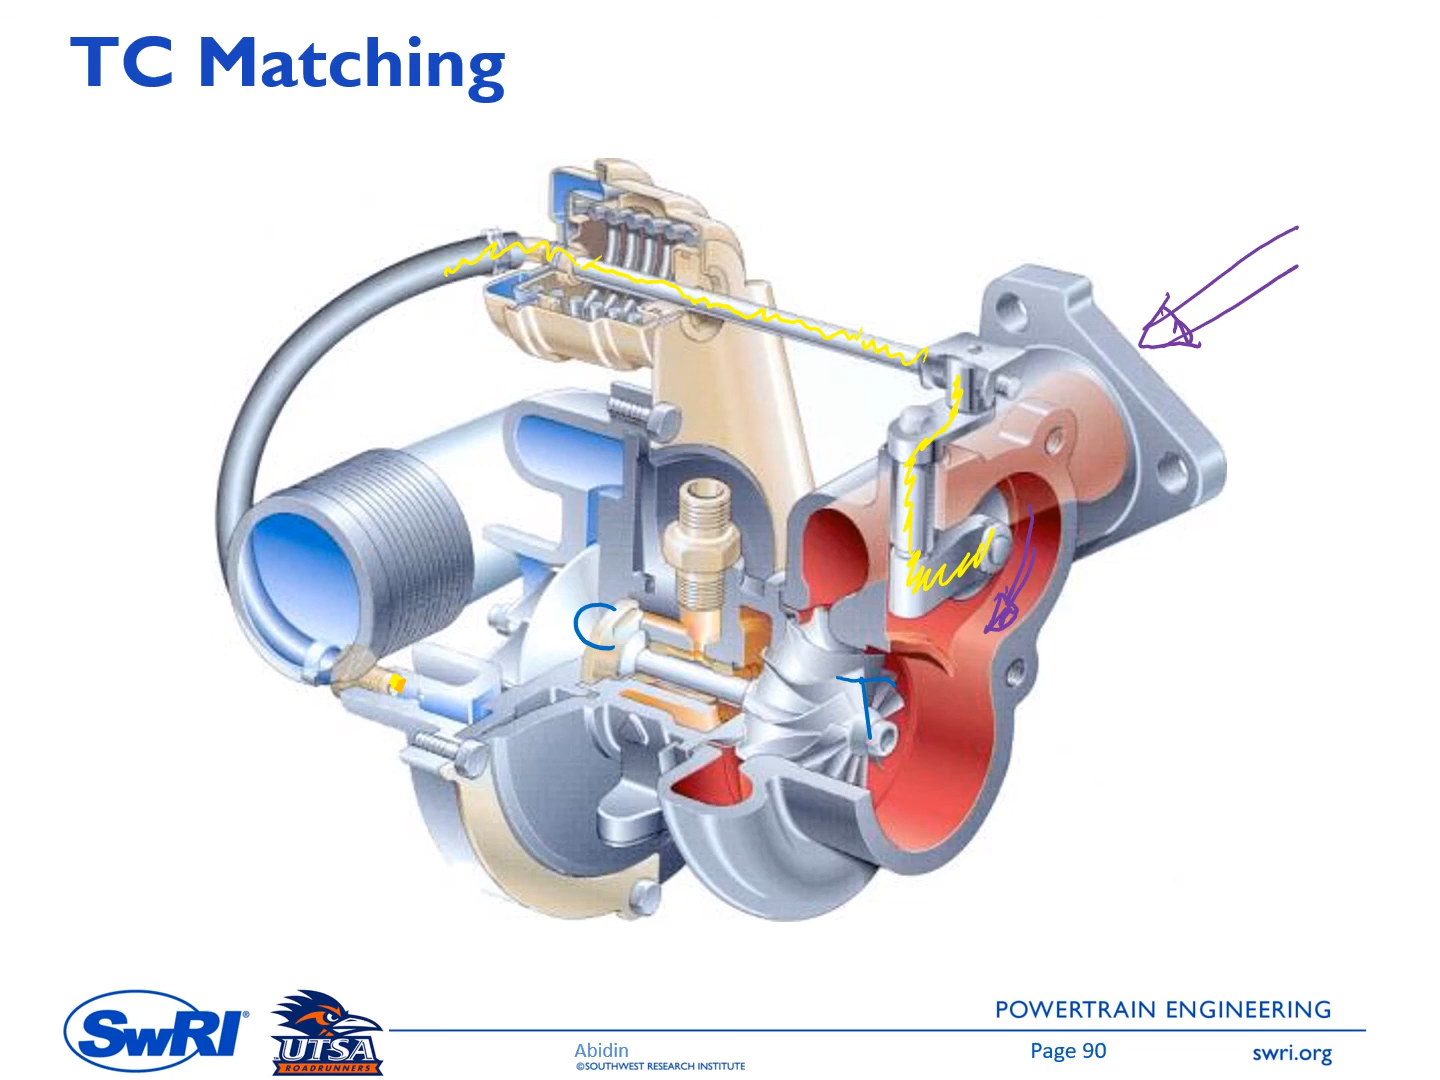 TC Matching
C
T
SwRI®
UTSA
ROADRUNNERS
POWERTRAIN ENGINEERING
Abidin
©SOUTHWEST RESEARCH INSTITUTE
Page 90
swri.org